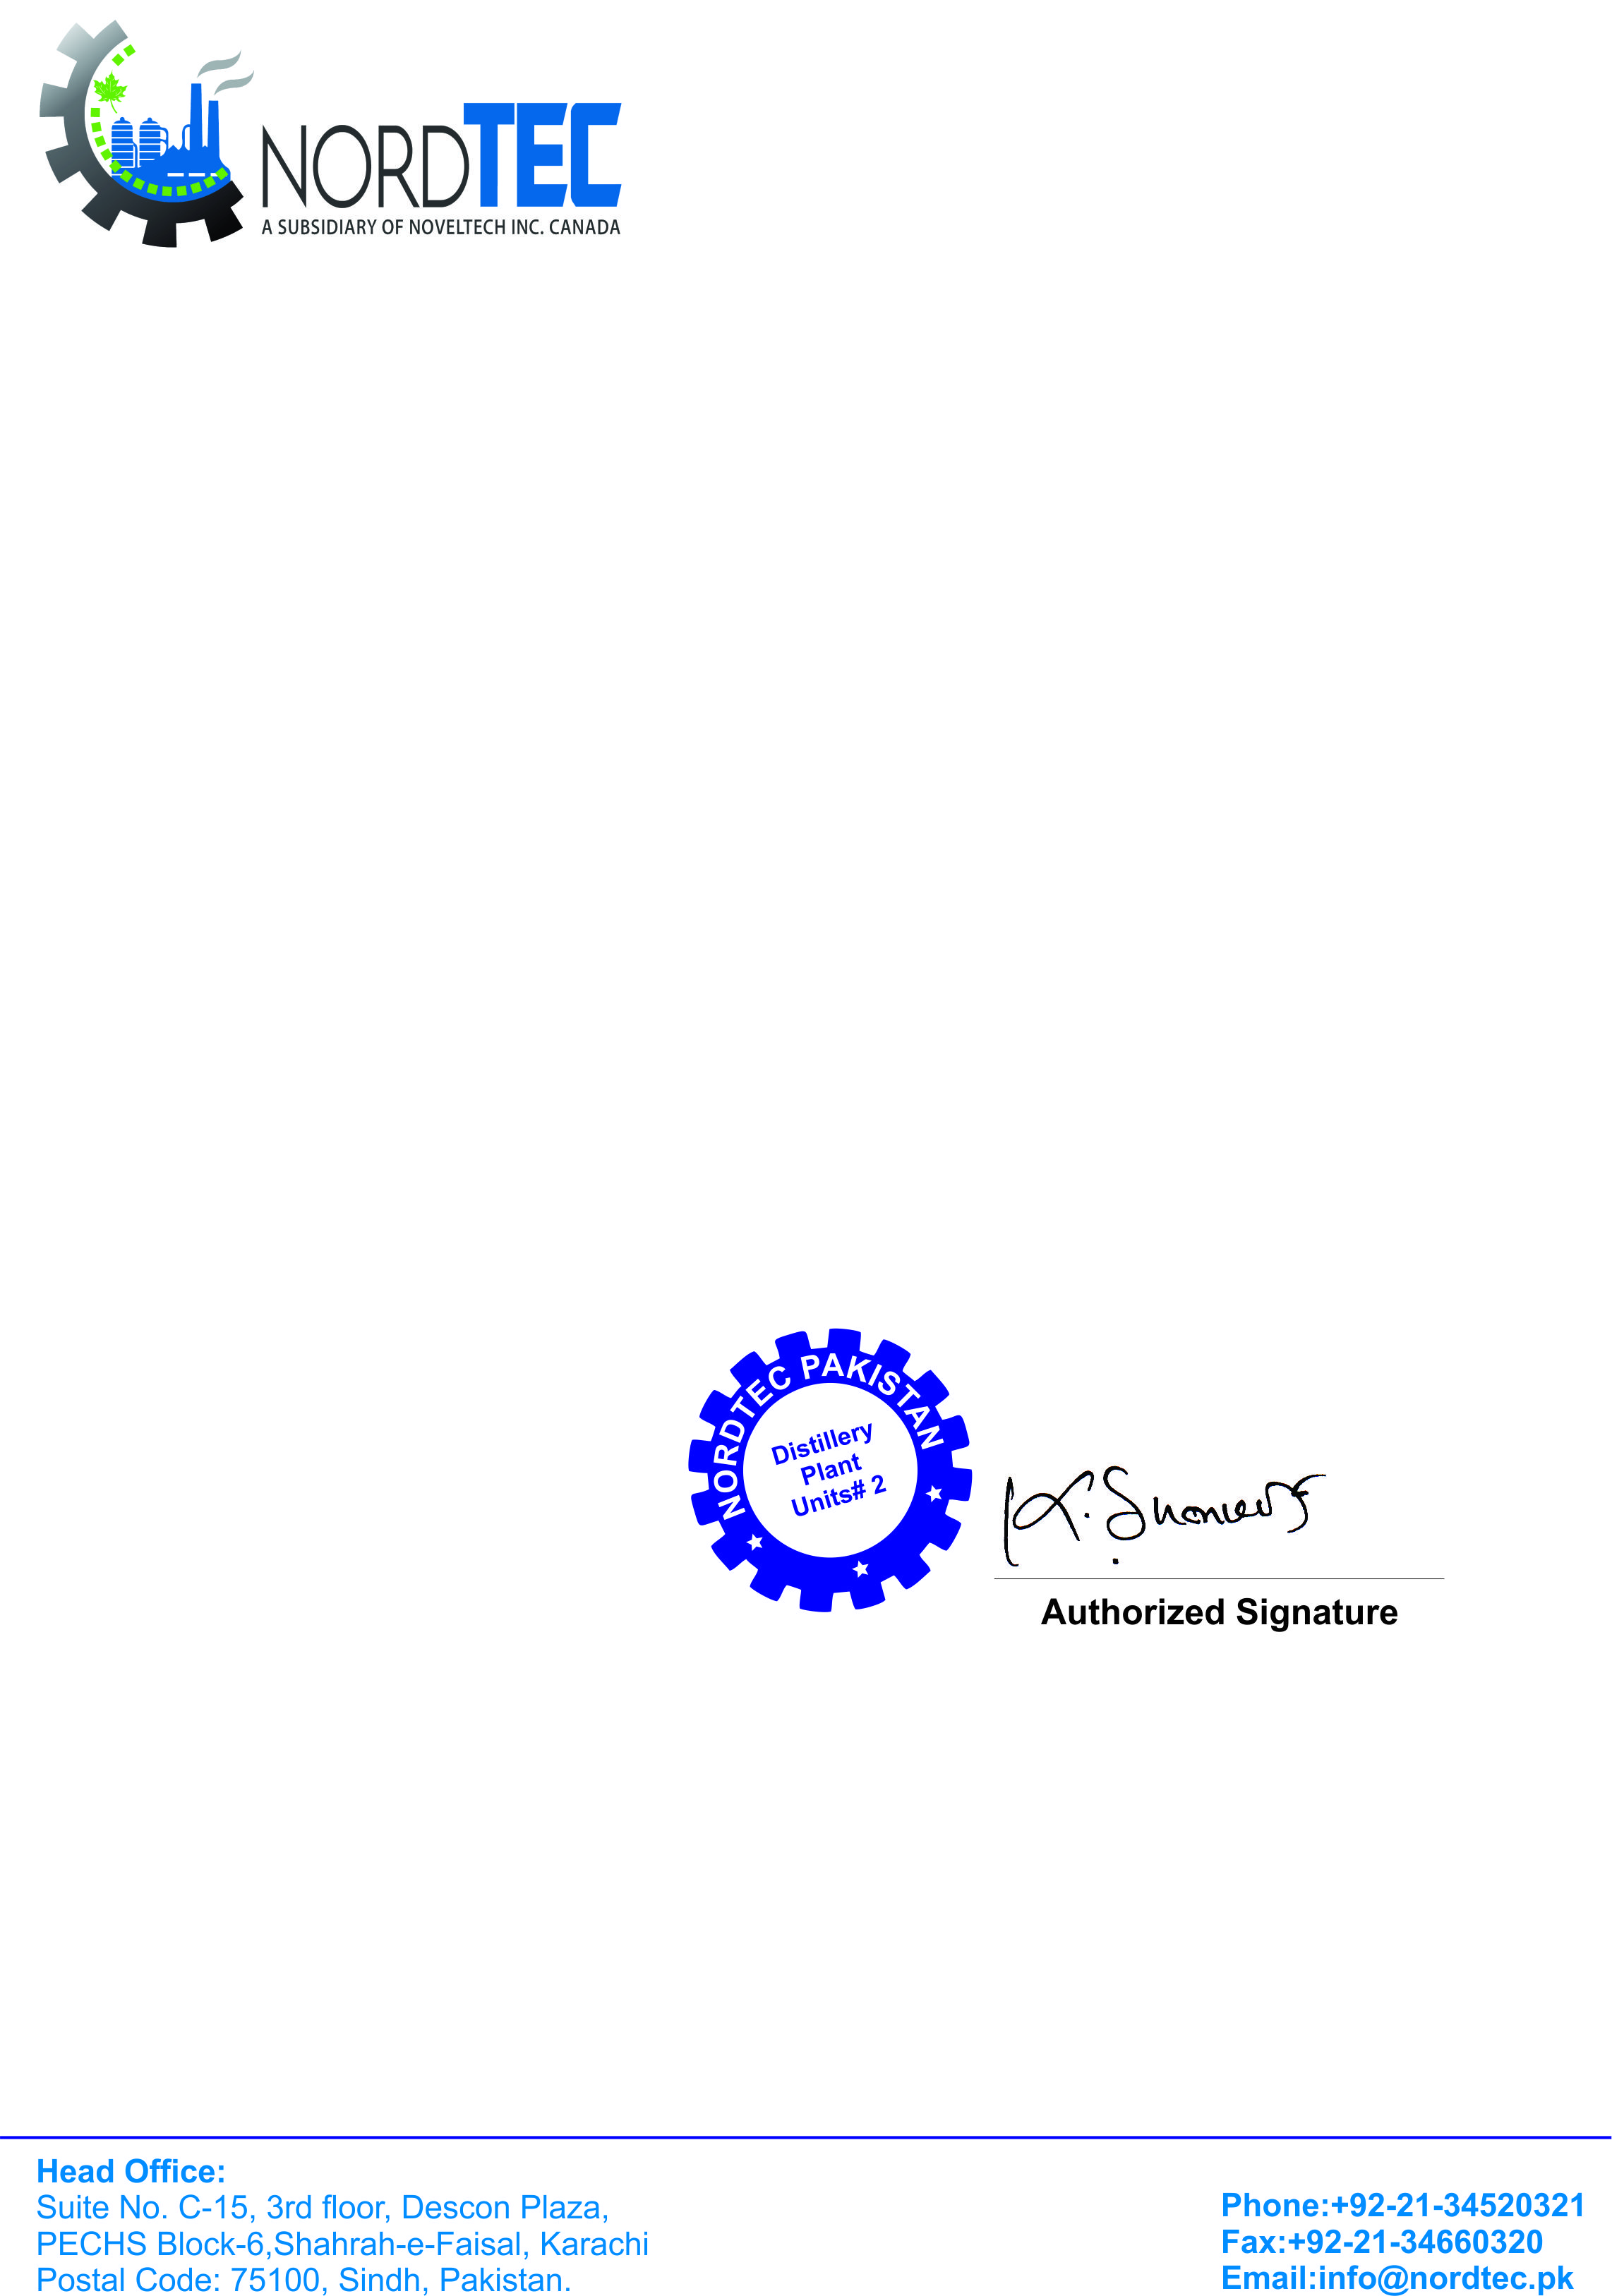 NORDTEC
A SUBSIDIARY OF NOVELTECH INC. CANADA
NORDTEC PAKISTAN
Distillery
Plant
Units# 2
Authorized Signature
Head Office:
Suite No. C-15, 3rd floor, Descon Plaza,
PECHS Block-6,Shahrah-e-Faisal, Karachi
Postal Code: 75100, Sindh, Pakistan.
Phone:+92-21-34520321
Fax:+92-21-34660320
Email:info@nordtec.pk